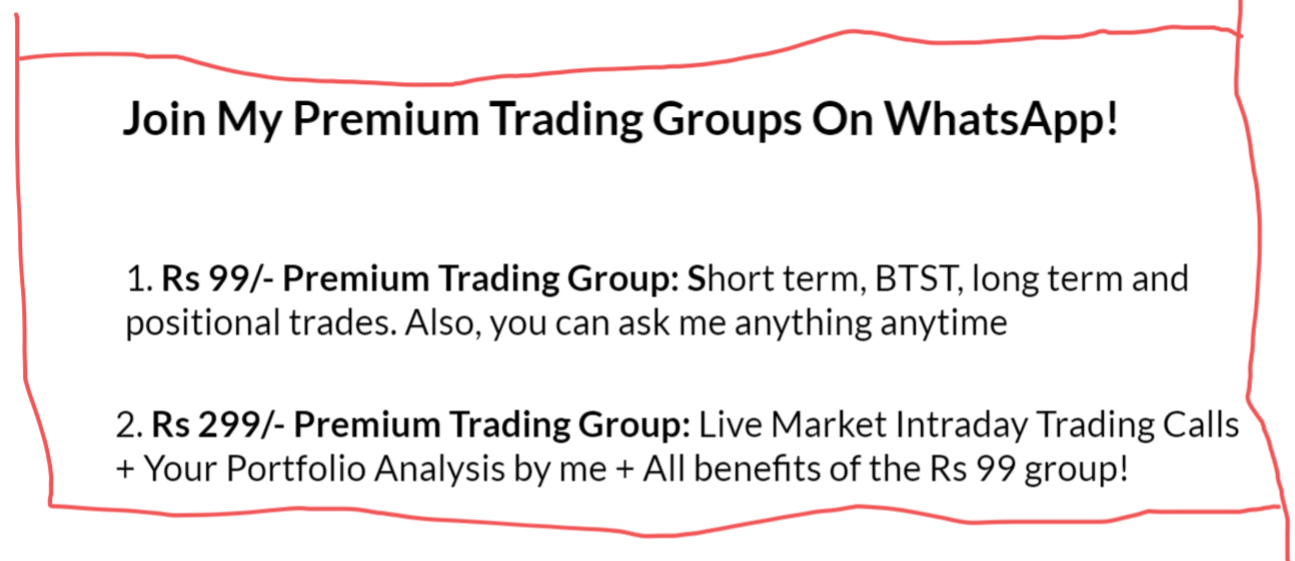 Join My Premium Trading Groups On WhatsApp!
1. Rs 99/- Premium Trading Group: Short term, BTST, long term and
positional trades. Also, you can ask me anything anytime
2. Rs 299/- Premium Trading Group: Live Market Intraday Trading Calls
+ Your Portfolio Analysis by me + All benefits of the Rs 99 group!